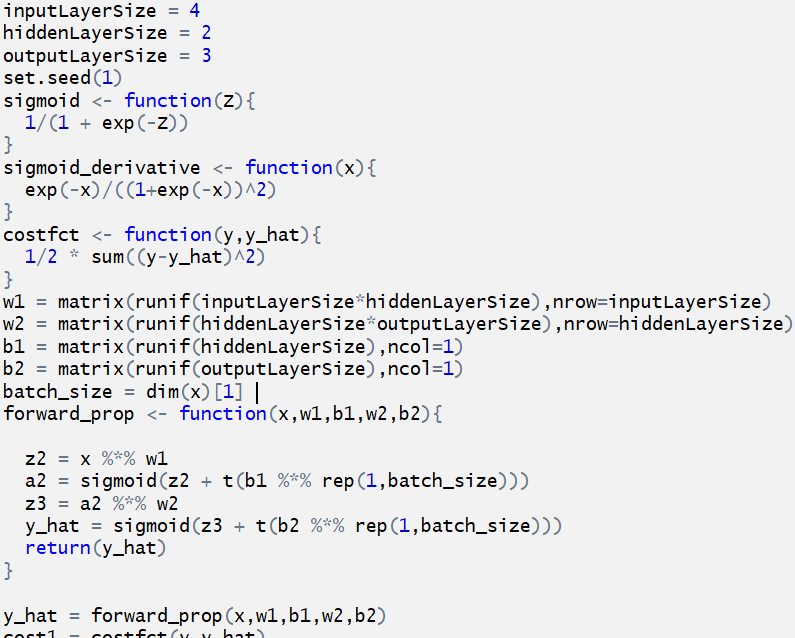 inputLayerSize = 4
hiddenLayerSize = 2
outputLayerSize = 3
set.seed(1)
sigmoid <- function(Z){
  1/(1 + exp(-Z))
}
sigmoid_derivative <- function(x){
  exp(-x)/((1+exp(-x))^2)
}
costfct <- function(y,y_hat){
  1/2 * sum((y-y_hat)^2)
}
w1 = matrix(runif(inputLayerSize*hiddenLayerSize),nrow=inputLayerSize)
w2 = matrix(runif(hiddenLayerSize*outputLayerSize),nrow=hiddenLayerSize)
b1 = matrix(runif(hiddenLayerSize),ncol=1)
b2 = matrix(runif(outputLayerSize),ncol=1)
batch_size = dim(x)[1]
forward_prop <- function(x,w1,b1,w2,b2){
  z2 = x %*% w1
  a2 = sigmoid(z2 + t(b1 %*% rep(1,batch_size)))
  z3 = a2 %*% w2
  y_hat = sigmoid(z3 + t(b2 %*% rep(1,batch_size)))
  return(y_hat)
}
y_hat = forward_prop(x,w1,b1,w2,b2)
cost1 = costfct(y,y_hat)